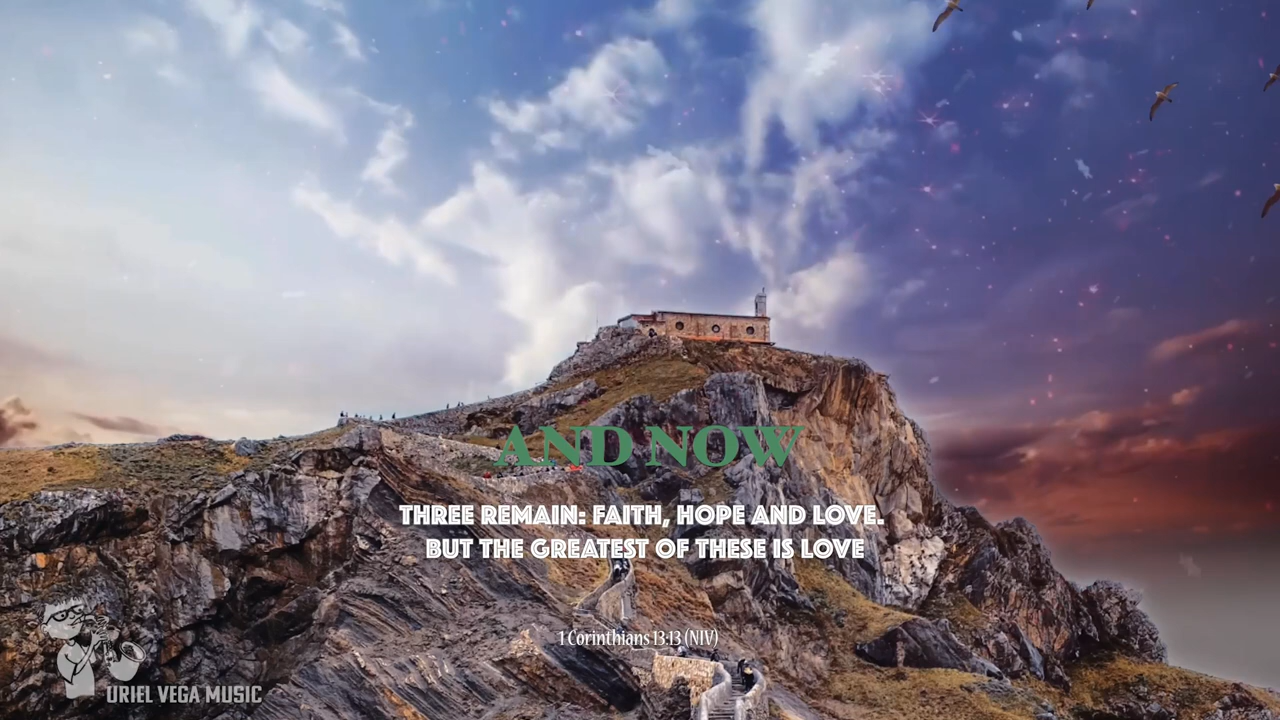 AND NOW
THREE REMAIN: FAITH, HOPE AND LOVE.
BUT THE GREATEST OF THESE IS LOVE
1 Corinthians 13:13 (NIV)
URIEL VEGA MUSIC